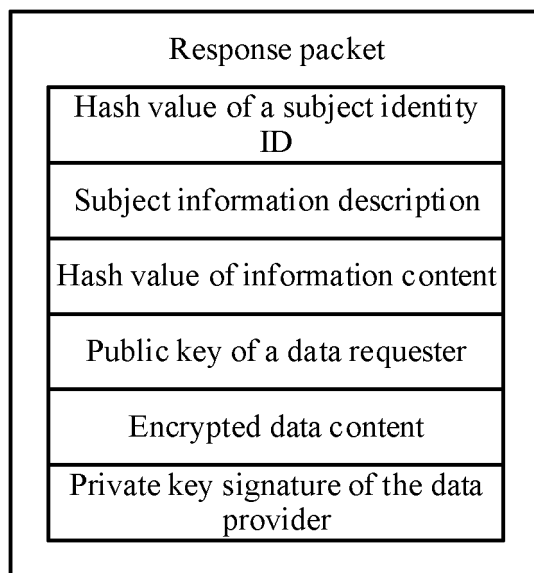 Response packet
Hash value of a subject identity
ID
Subject information description
Hash value of information content
Public key of a data requester
Encrypted data content
Private key signature of the data
provider